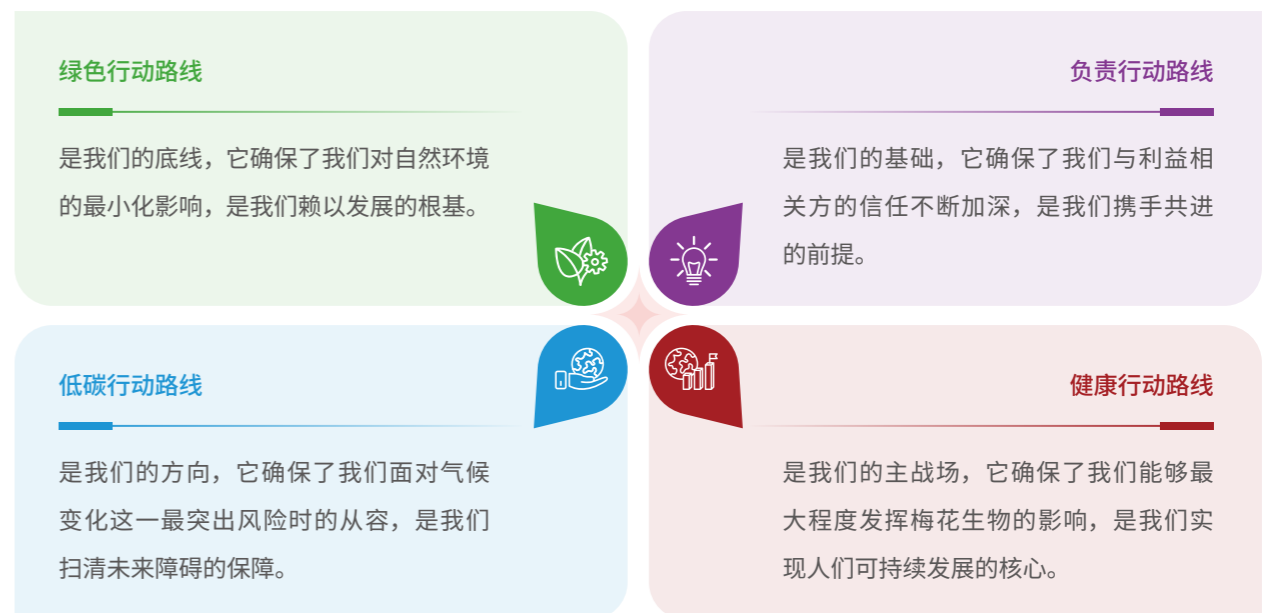 绿色行动路线
是我们的底线，它确保了我们对自然环境
的最小化影响，是我们赖以发展的根基。
负责行动路线
是我们的基础，它确保了我们与利益相
关方的信任不断加深，是我们携手共进
的前提。
低碳行动路线
是我们的方向，它确保了我们面对气候
变化这一最突出风险时的从容，是我们
扫清未来障碍的保障。
健康行动路线
是我们的主战场，它确保了我们能够最
大程度发挥梅花生物的影响，是我们实
现人们可持续发展的核心。